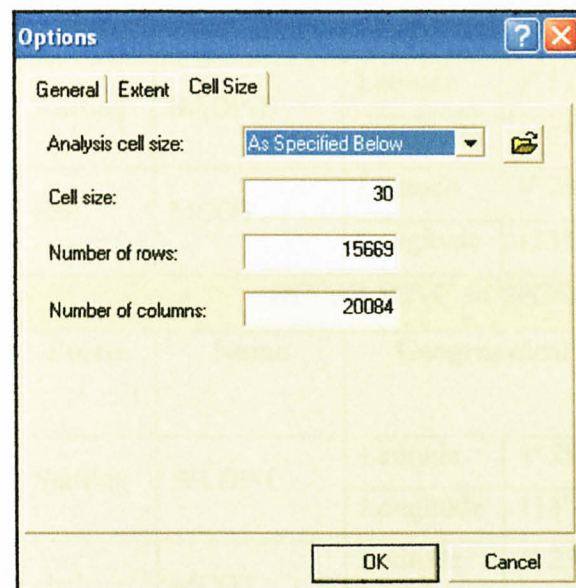 Options
General Extent Cell Size
Analysis cell size: As Specified Below
Cell size: 30
Number of rows: 15669
Number of columns: 20084
OK Cancel